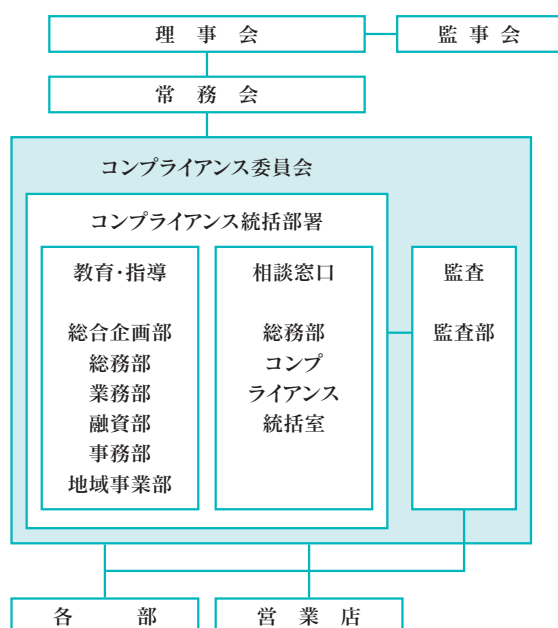 理事会
監事会
常務会
コンプライアンス委員会
コンプライアンス統括部署
教育・指導
総合企画部
総務部
業務部
融資部
事務部
地域事業部
相談窓口
総務部
コンプ
ライアンス
統括室
監査
監査部
各部
営業店